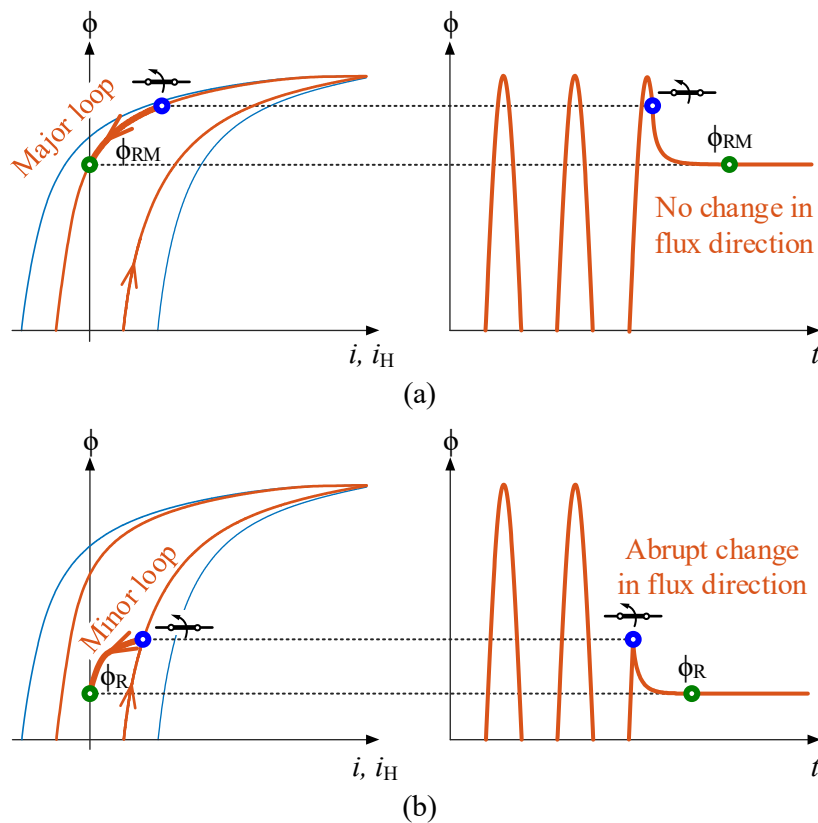 ϕ
ϕ
Major loop
ϕRM
ϕRM
No change in
flux direction
i, iH
t
(a)
ϕ
ϕ
Minor loop
Abrupt change
in flux direction
ϕR
ϕR
i, iH
t
(b)